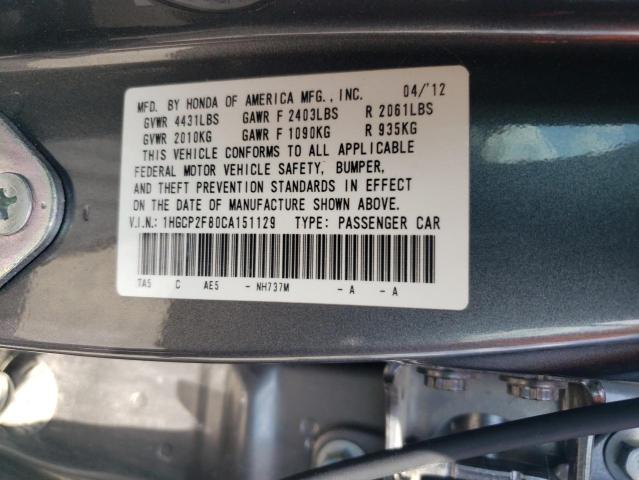 MFD. BY HONDA OF AMERICA MFG., INC. 04/'12
GVWR 4431LBS GAWR F 2403LBS R 2061LBS
GVWR 2010KG GAWR F 1090KG R 935KG
THIS VEHICLE CONFORMS TO ALL APPLICABLE
FEDERAL MOTOR VEHICLE SAFETY, BUMPER,
AND THEFT PREVENTION STANDARDS IN EFFECT
ON THE DATE OF MANUFACTURE SHOWN ABOVE.
V.I.N.: 1HGCP2F80CA151129 TYPE: PASSENGER CAR
TA5 C AE5 - NH737M - A - A